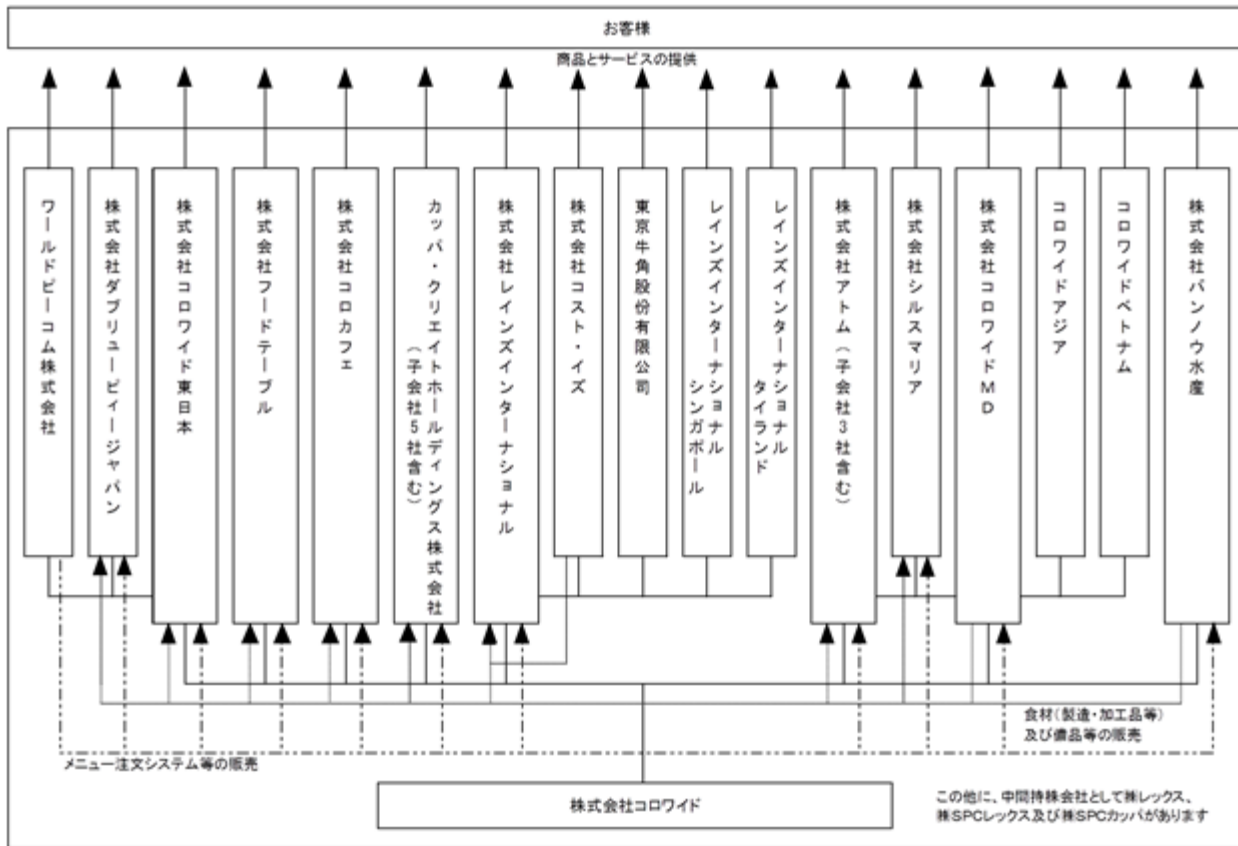 お客様
商品とサービスの提供
ワールドピーコム株式会社
株式会社ダブリューピィージャパン
株式会社コロワイド東日本
株式会社フードテーブル
株式会社コロカフェ
カッパ・クリエイトホールディングス株式会社
（子会社5社含む）
株式会社レインズインターナショナル
株式会社コスト・イズ
東京牛角股份有限公司
レインズインターナショナル
シンガポール
レインズインターナショナル
タイランド
株式会社アトム（子会社3社含む）
株式会社シルスマリア
株式会社コロワイドMD
コロワイドアジア
コロワイドベトナム
株式会社バンノウ水産
食材（製造・加工品等）
及び備品等の販売
メニュー注文システム等の販売
株式会社コロワイド
この他に、中間持株会社として㈱レックス、
㈱SPCレックス及び㈱SPCカッパがあります